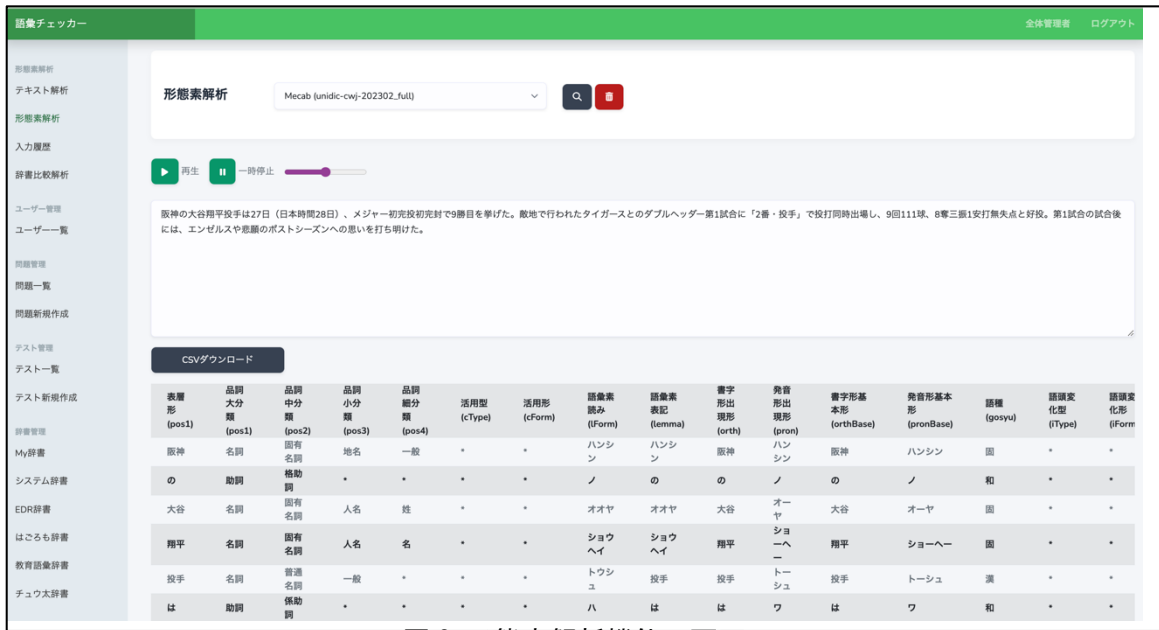 語彙チェッカー
全体管理者 ログアウト
形態素解析
テキスト解析
形態素解析
入力履歴
辞書比較解析
ユーザー管理
ユーザー一覧
問題管理
問題一覧
問題新規作成
テスト管理
テスト一覧
テスト新規作成
辞書管理
My辞書
システム辞書
EDR辞書
はごろも辞書
教育語彙辞書
チュウ太辞書
形態素解析
Mecab (unidic-cwj-202302_full)
再生 一時停止
阪神の大谷翔平投手は27日（日本時間28日）、メジャー初完投初完封で9勝目を挙げた。敵地で行われたタイガースとのダブルヘッダー第1試合に「2番・投手」で投打同時出場し、9回111球、8奪三振1安打無失点と好投。第1試合の試合後
には、エンゼルスや悲願のポストシーズンへの思いを打ち明けた。
CSVダウンロード
表層形(pos1) 品詞大分類(pos1) 品詞中分類(pos2) 品詞小分類(pos3) 品詞細分類(pos4) 活用型(cType) 活用形(cForm) 語彙素読み(lForm) 語彙素表記(lemma) 書字形出現形(orth) 発音形出現形(pron) 書字形基本形(orthBase) 発音形基本形(pronBase) 語種(gosyu) 語頭変化型(iType) 語頭変化形(iForm
阪神 名詞 固有名詞 地名 一般 * * ハンシン ハンシン 阪神 ハンシン 阪神 ハンシン 固 * *
の 助詞 格助詞 * * * * ノ の の ノ の ノ 和 * *
大谷 名詞 固有名詞 人名 姓 * * オオヤ オオヤ 大谷 オーヤ 大谷 オーヤ 固 * *
翔平 名詞 固有名詞 人名 名 * * ショウヘイ ショウヘイ 翔平 ショーヘー 翔平 ショーヘー 固 * *
投手 名詞 普通名詞 一般 * * * トウシュ 投手 投手 トーシュ 投手 トーシュ 漢 * *
は 助詞 係助詞 * * * * ハ は は ワ は ワ 和 * *